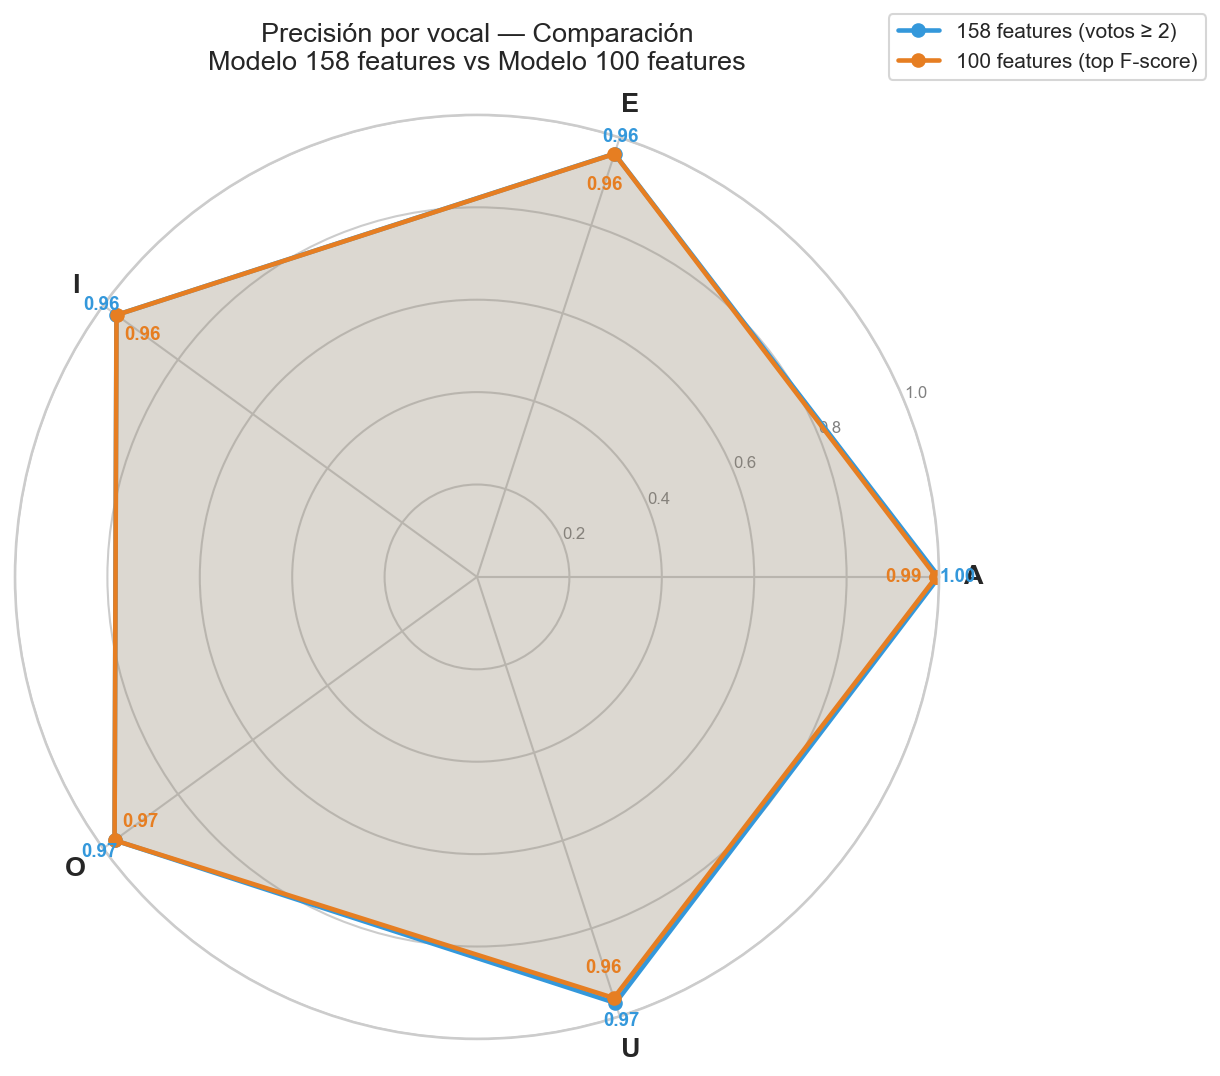 Precisión por vocal — Comparación
Modelo 158 features vs Modelo 100 features
158 features (votos ≥ 2)
100 features (top F-score)
E
0.96
0.96
I
0.96
0.96
1.0
0.8
0.6
0.4
0.2
0.99
1.00
A
0.97
0.97
O
0.96
0.97
U